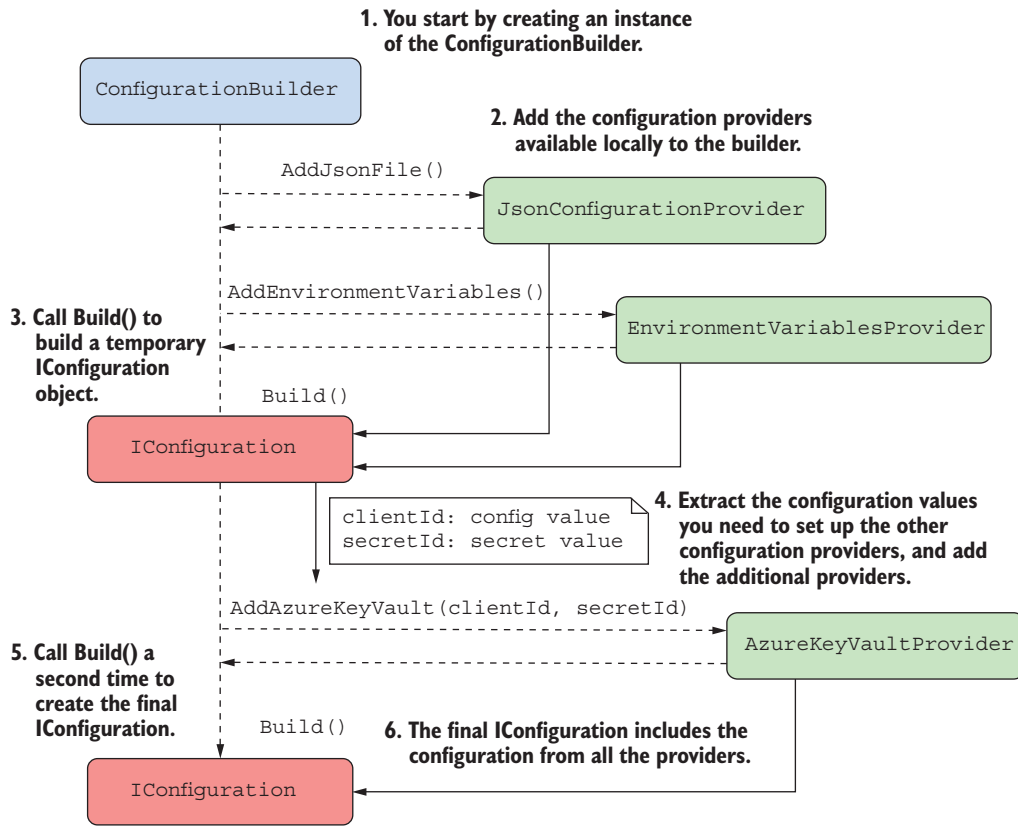 1. You start by creating an instance
of the ConfigurationBuilder.
ConfigurationBuilder
2. Add the configuration providers
available locally to the builder.
AddJsonFile()
JsonConfigurationProvider
AddEnvironmentVariables()
EnvironmentVariablesProvider
3. Call Build() to
build a temporary
IConfiguration
object.
Build()
IConfiguration
clientId: config value
secretId: secret value
4. Extract the configuration values
you need to set up the other
configuration providers, and add
the additional providers.
AddAzureKeyVault(clientId, secretId)
AzureKeyVaultProvider
5. Call Build() a
second time to
create the final
IConfiguration.
Build()
6. The final IConfiguration includes the
configuration from all the providers.
IConfiguration